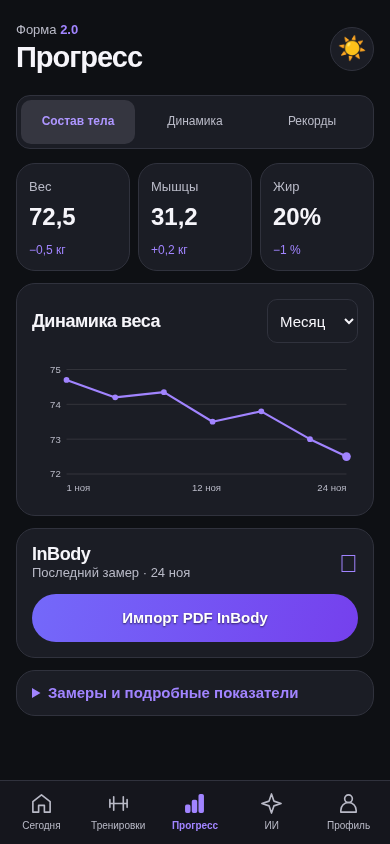 Форма 2.0
Прогресс
Состав тела
Динамика
Рекорды
Вес
Мышцы
Жир
72,5
31,2
20%
−0,5 кг
+0,2 кг
−1 %
Динамика веса
Месяц
75
74
73
72
1 ноя
12 ноя
24 ноя
InBody
Последний замер · 24 ноя
Импорт PDF InBody
Замеры и подробные показатели
Сегодня
Тренировки
Прогресс
ИИ
Профиль